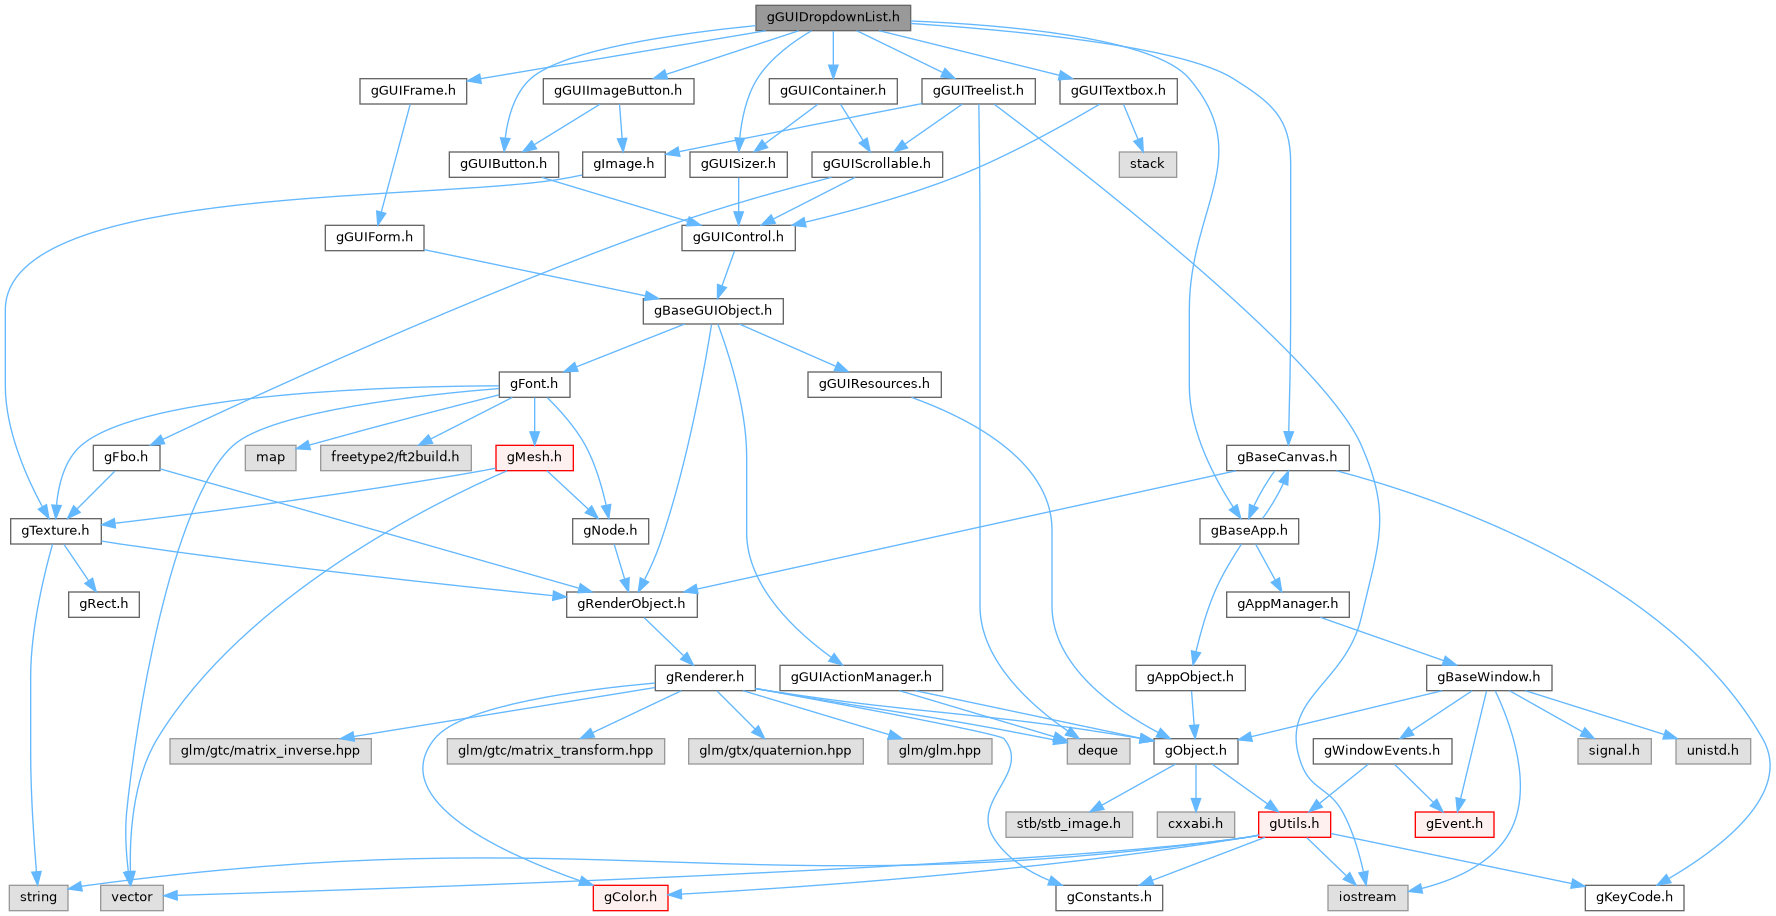 gGUIDropdownList.h
gGUIFrame.h
gGUIImageButton.h
gGUIContainer.h
gGUITreelist.h
gGUITextbox.h
gGUIButton.h
gImage.h
gGUISizer.h
gGUIScrollable.h
stack
gGUIForm.h
gGUIControl.h
gBaseGUIObject.h
gFont.h
gGUIResources.h
gFbo.h
map
freetype2/ft2build.h
gMesh.h
gBaseCanvas.h
gTexture.h
gNode.h
gBaseApp.h
gRect.h
gRenderObject.h
gAppManager.h
gRenderer.h
gGUIActionManager.h
gAppObject.h
gBaseWindow.h
glm/gtc/matrix_inverse.hpp
glm/gtc/matrix_transform.hpp
glm/gtx/quaternion.hpp
glm/glm.hpp
deque
gObject.h
gWindowEvents.h
signal.h
unistd.h
stb/stb_image.h
cxxabi.h
gUtils.h
gEvent.h
string
vector
gColor.h
gConstants.h
iostream
gKeyCode.h